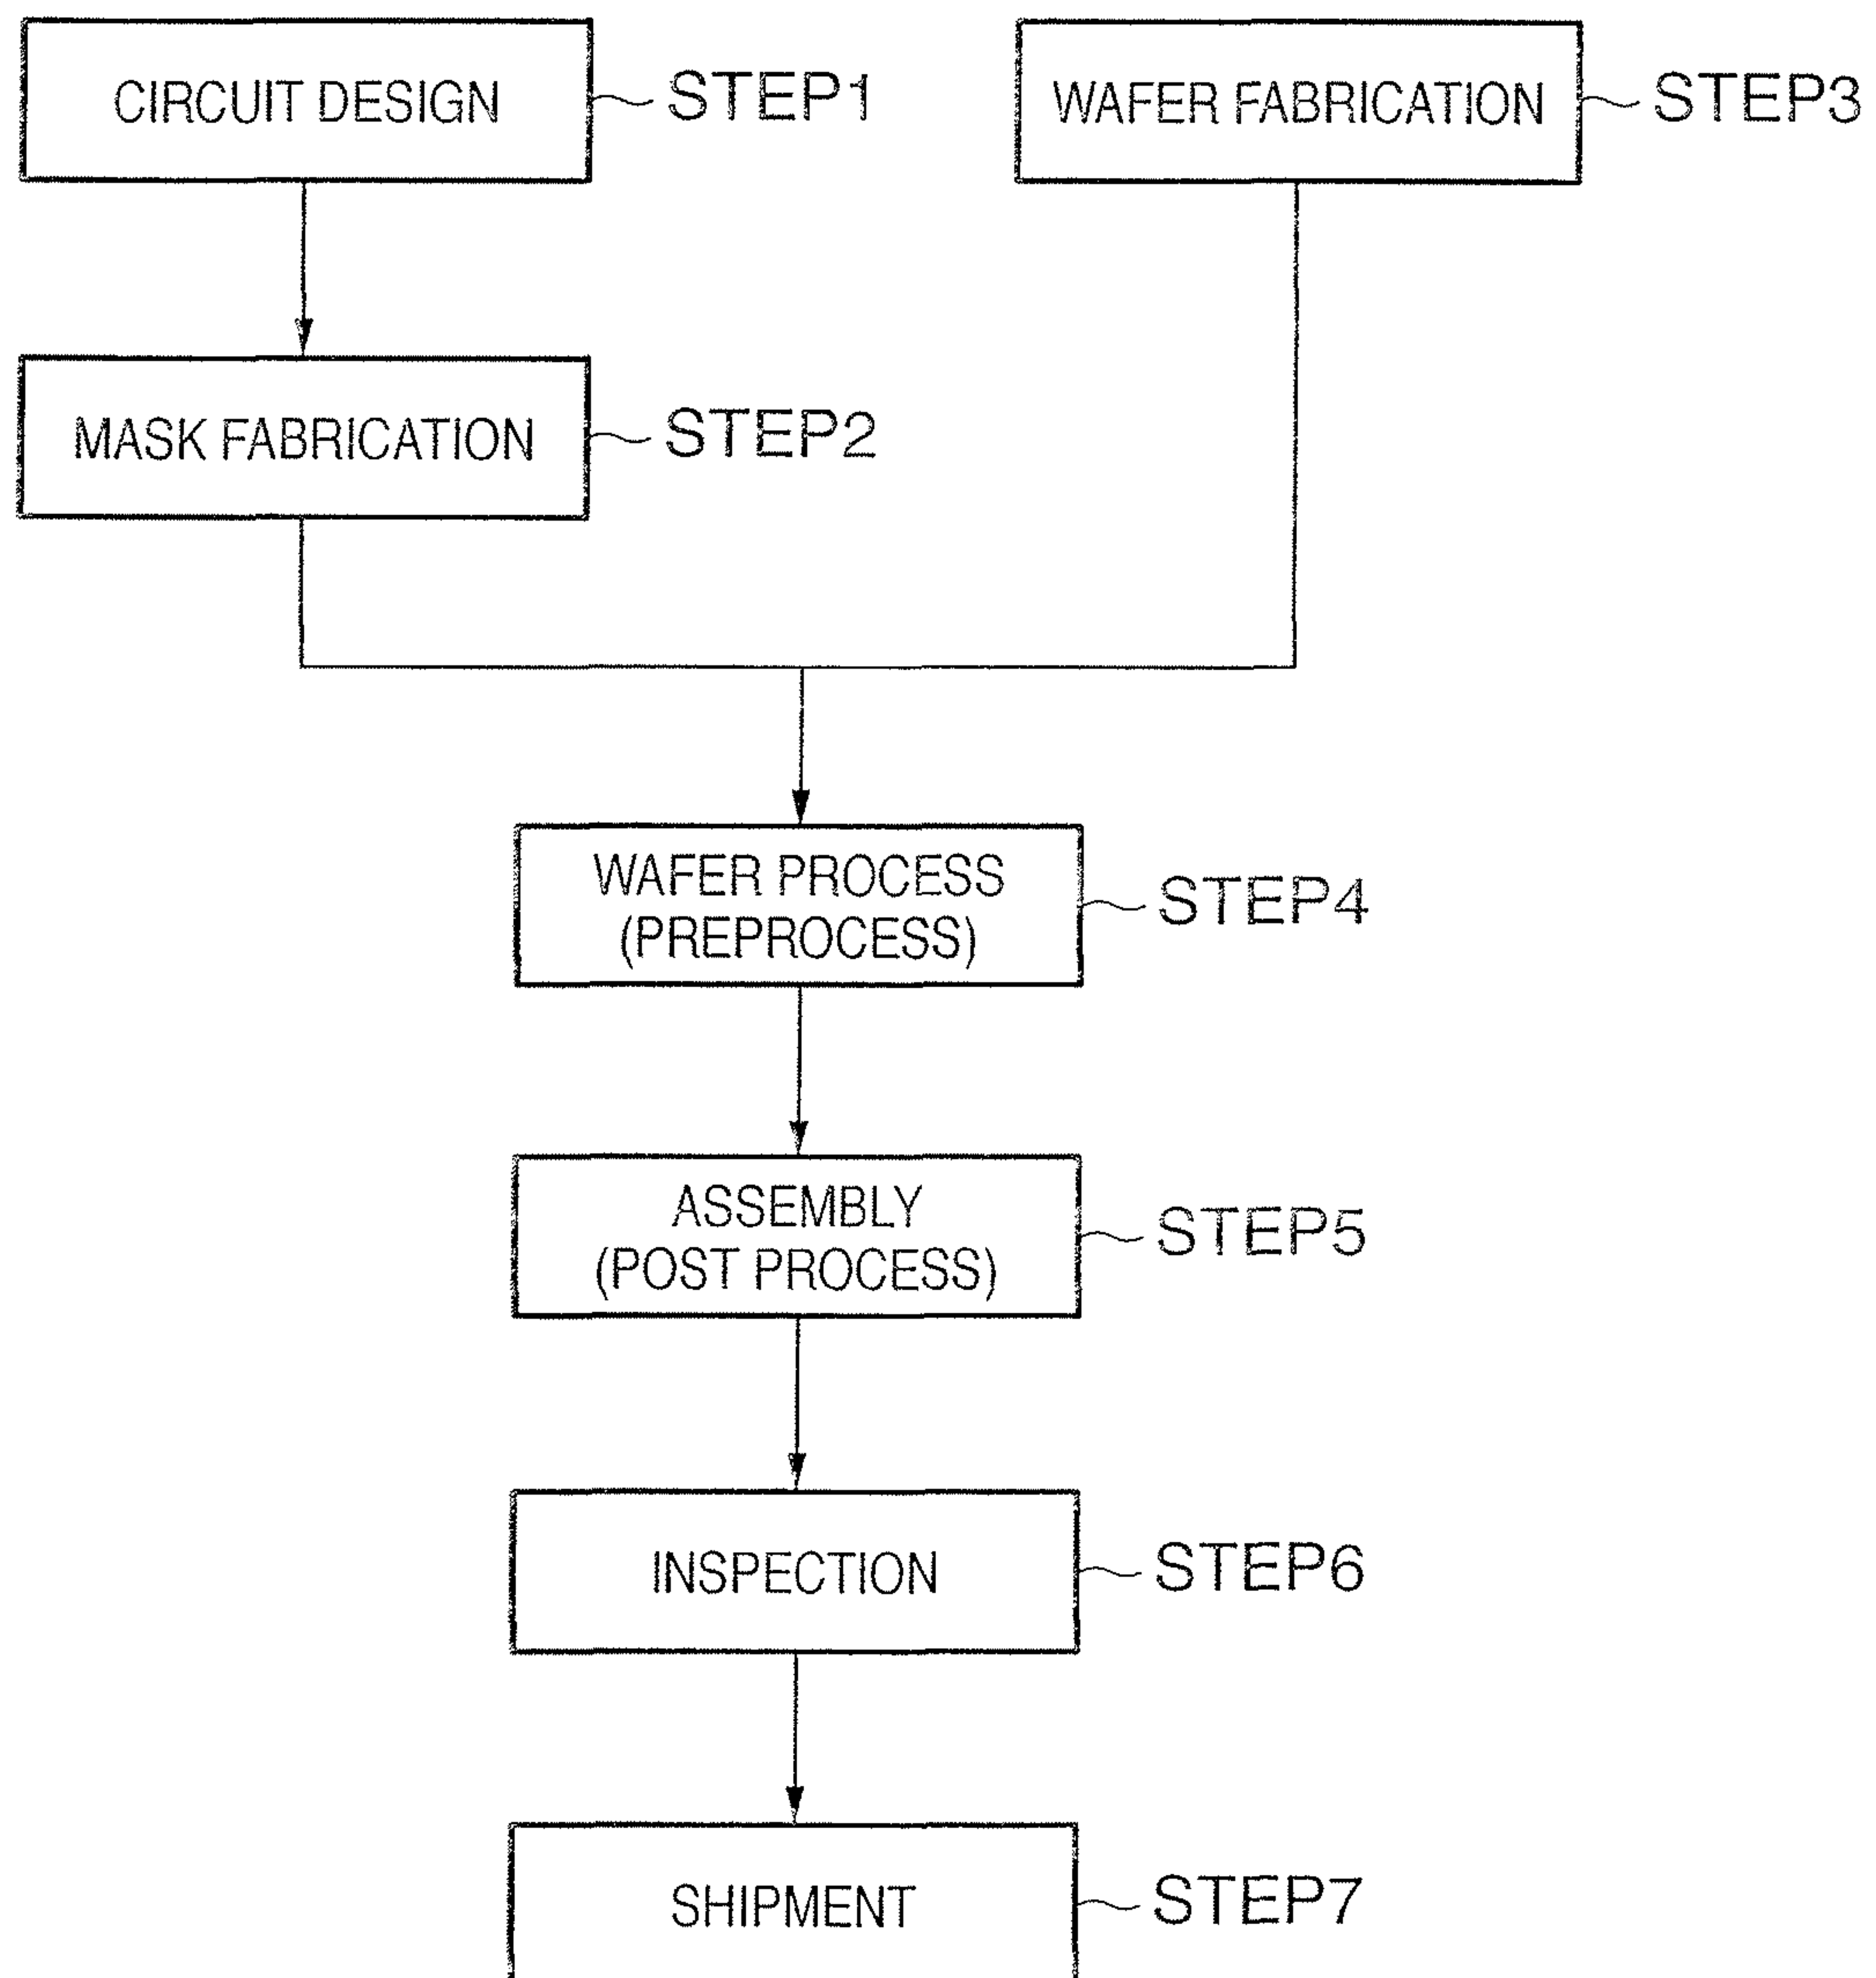 CIRCUIT DESIGN
STEP1
WAFER FABRICATION
STEP3
MASK FABRICATION
STEP2
WAFER PROCESS
(PREPROCESS)
STEP4
ASSEMBLY
(POST PROCESS)
STEP5
INSPECTION
STEP6
SHIPMENT
STEP7